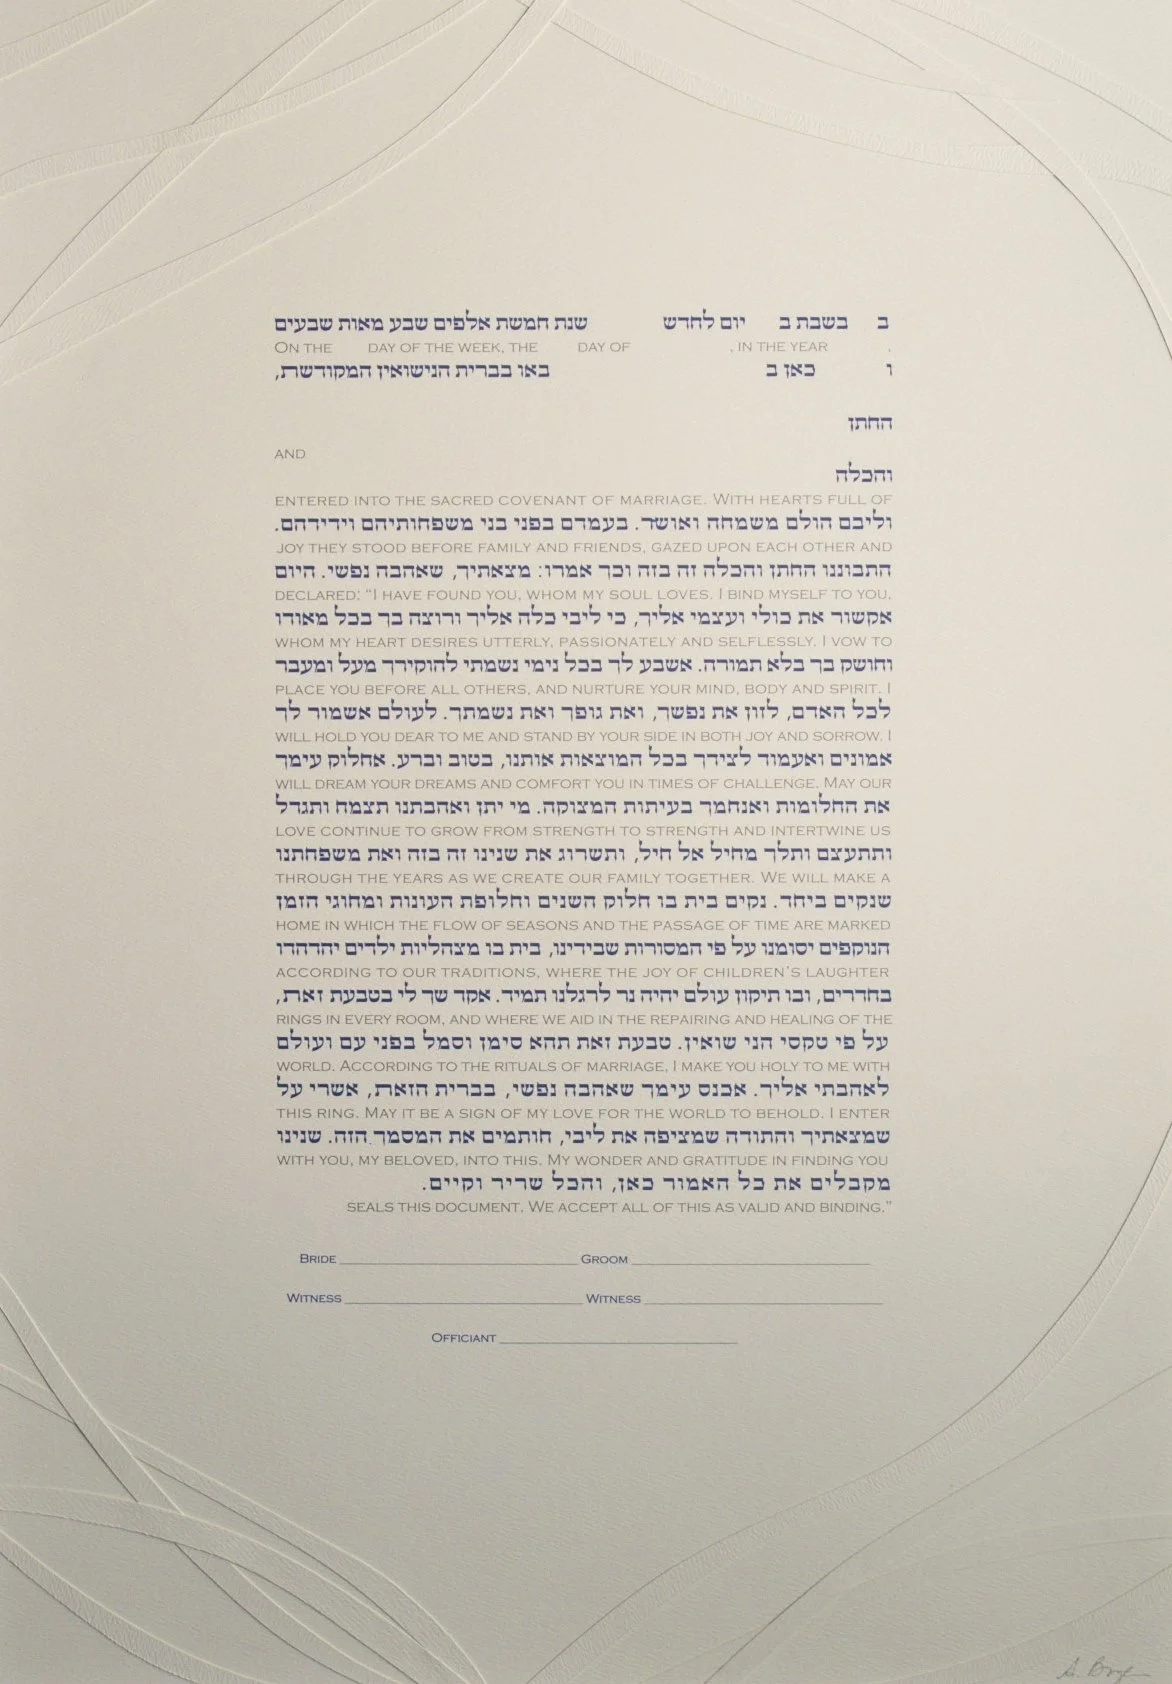 ב בשבת ב יום לחדש שנת חמשת אלפים שבע מאות שבעים
ON THE DAY OF THE WEEK, THE DAY OF , IN THE YEAR ,
ו כאן ב באו בברית הנישואין המקודשת,
החתן
AND
והכלה
ENTERED INTO THE SACRED COVENANT OF MARRIAGE. WITH HEARTS FULL OF
וליבם הולם משמחה ואושר. בעמדם בפני בני משפחותיהם וידידיהם.
JOY THEY STOOD BEFORE FAMILY AND FRIENDS, GAZED UPON EACH OTHER AND
התבוננו החתן והכלה זה בזה וכך אמרו: מצאתיך, שאהבה נפשי. היום
DECLARED: "I HAVE FOUND YOU, WHOM MY SOUL LOVES. I BIND MYSELF TO YOU,
אקשור את כולי ועצמי אליך, כי ליבי כלה אליך ורוצה בך בכל מאודו
WHOM MY HEART DESIRES UTTERLY, PASSIONATELY AND SELFLESSLY. I VOW TO
וחושק בך בלא תמורה. אשבע לך בכל נימי נשמתי להוקירך מעל ומעבר
PLACE YOU BEFORE ALL OTHERS, AND NURTURE YOUR MIND, BODY AND SPIRIT. I
לכל האדם, לזון את נפשך, ואת גופך ואת נשמתך. לעולם אשמור לך
WILL HOLD YOU DEAR TO ME AND STAND BY YOUR SIDE IN BOTH JOY AND SORROW. I
אמונים ואעמוד לצידך בכל המוצאות אותנו, בטוב וברע. אחלוק עימך
WILL DREAM YOUR DREAMS AND COMFORT YOU IN TIMES OF CHALLENGE. MAY OUR
את החלומות ואנחמך בעיתות המצוקה. מי יתן ואהבתנו תצמח ותגדל
LOVE CONTINUE TO GROW FROM STRENGTH TO STRENGTH AND INTERTWINE US
ותתעצם ותלך מחיל אל חיל, ותשרוג את שנינו זה בזה ואת משפחתנו
THROUGH THE YEARS AS WE CREATE OUR FAMILY TOGETHER. WE WILL MAKE A
שנקים ביחד. נקים בית בו חלוק השנים וחלופת העונות ומחוגי הזמן
HOME IN WHICH THE FLOW OF SEASONS AND THE PASSAGE OF TIME ARE MARKED
הנוקפים יסומנו על פי המסורות שבידינו, בית בו מצהליות ילדים יהדהדו
ACCORDING TO OUR TRADITIONS, WHERE THE JOY OF CHILDREN'S LAUGHTER
בחדרים, ובו תיקון עולם יהיה נר לרגלנו תמיד. אקד שך לי בטבעת זאת,
RINGS IN EVERY ROOM, AND WHERE WE AID IN THE REPAIRING AND HEALING OF THE
על פי טקסי הני שואין. טבעת זאת תהא סימן וסמל בפני עם ועולם
WORLD. ACCORDING TO THE RITUALS OF MARRIAGE, I MAKE YOU HOLY TO ME WITH
לאהבתי אליך. אכנס עימך שאהבה נפשי, בברית הזאת, אשרי על
THIS RING. MAY IT BE A SIGN OF MY LOVE FOR THE WORLD TO BEHOLD. I ENTER
שמצאתיך והתודה שמציפה את ליבי, חותמים את המסמך הזה. שנינו
WITH YOU, MY BELOVED, INTO THIS. MY WONDER AND GRATITUDE IN FINDING YOU
מקבלים את כל האמור כאן, והכל שריר וקיים.
SEALS THIS DOCUMENT. WE ACCEPT ALL OF THIS AS VALID AND BINDING."
BRIDE GROOM
WITNESS WITNESS
OFFICIANT